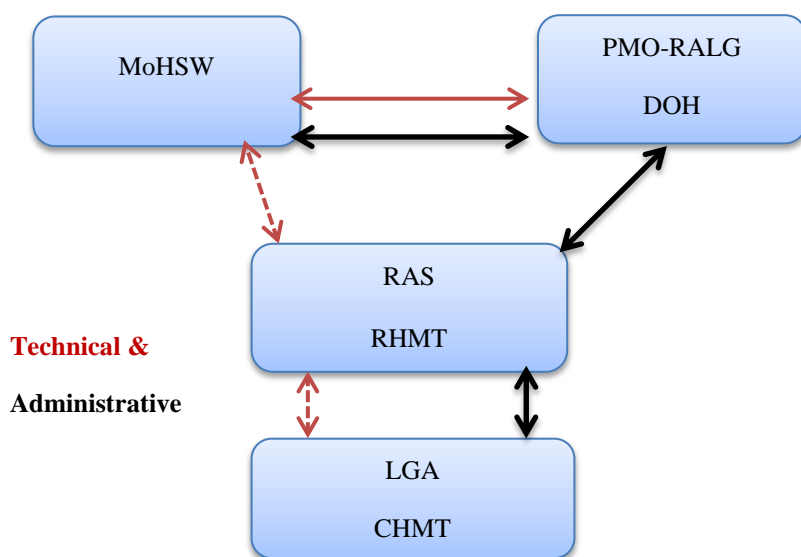 MoHSW
PMO-RALG
DOH
RAS
RHMT
Technical &
Administrative
LGA
CHMT